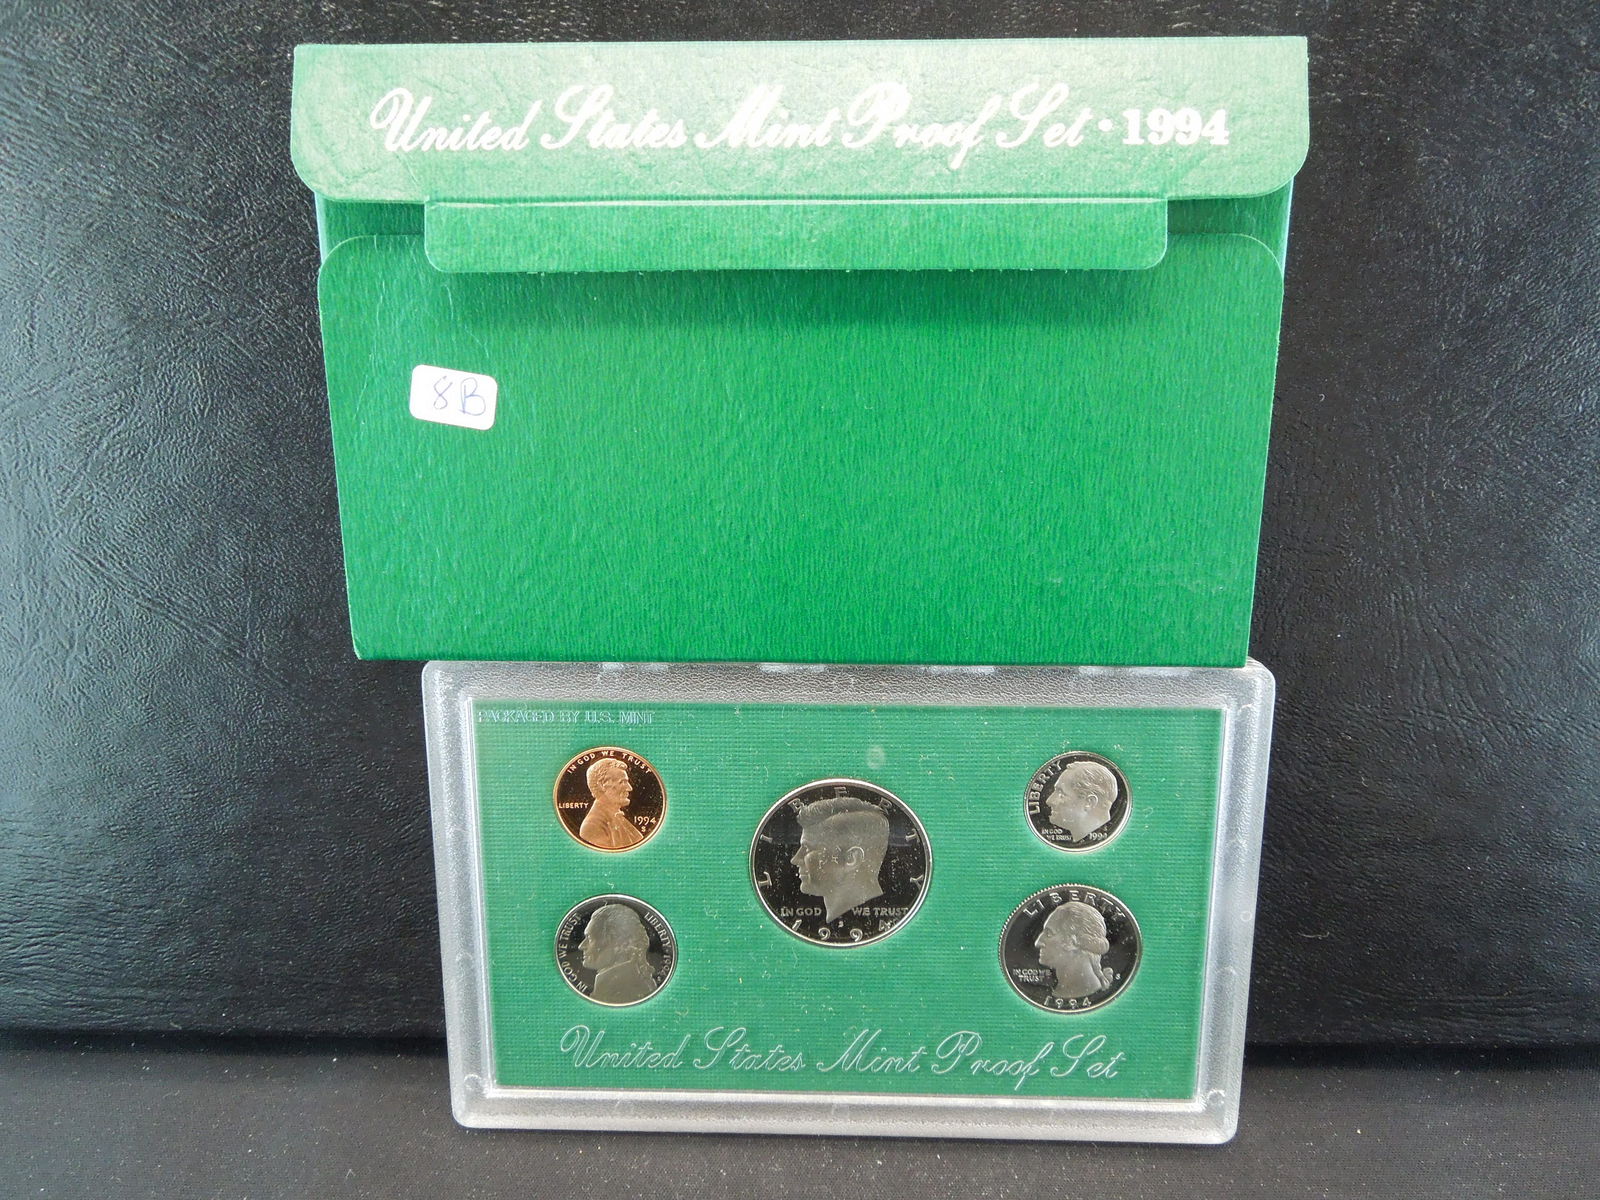 United States Mint Proof Set • 1994
8B
PACKAGED BY U.S. MINT
IN GOD WE TRUST
LIBERTY
1994
S
LIBERTY
IN GOD WE TRUST
S
1994
LIBERTY
IN GOD
WE TRUST
1994
IN GOD WE TRUST
LIBERTY
LIBERTY
IN GOD WE
TRUST
S
1994
United States Mint Proof Set